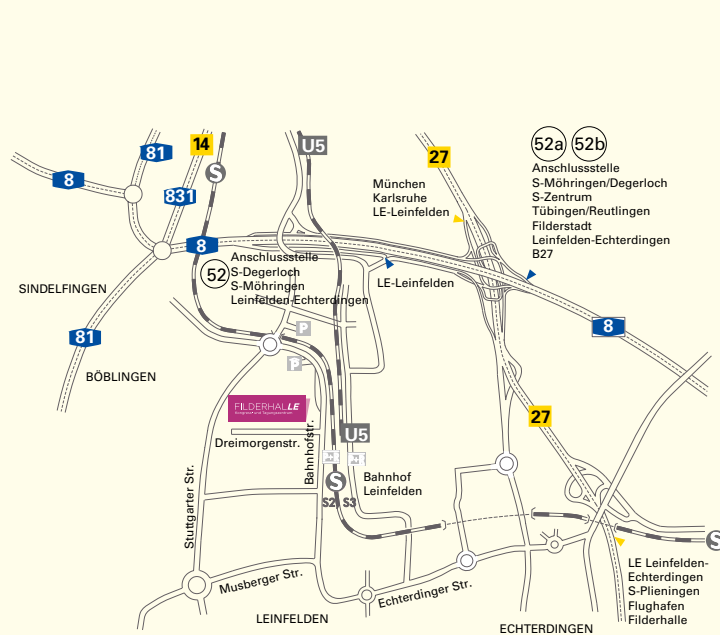 52a 52b
81
14
U5
27
8
831
S
Anschlussstelle
S-Möhringen/Degerloch
S-Zentrum
Tübingen/Reutlingen
Filderstadt
Leinfelden-Echterdingen
B27
München
Karlsruhe
LE-Leinfelden
8
52
Anschlussstelle
S-Degerloch
S-Möhringen
Leinfelden-Echterdingen
LE-Leinfelden
SINDELFINGEN
81
8
P
P
BÖBLINGEN
FILDERHALLE
27
Dreimorgenstr.
U5
Bahnhofstr.
Stuttgarter Str.
Bahnhof
Leinfelden
S
S2 S3
S
LE Leinfelden-
Echterdingen
S-Plieningen
Flughafen
Filderhalle
Musberger Str.
Echterdinger Str.
LEINFELDEN
ECHTERDINGEN